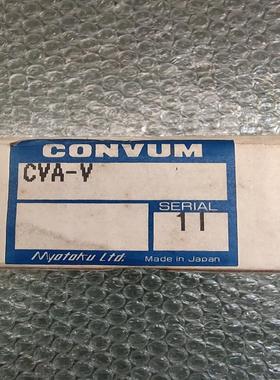 CONVUM
CVA-V
SERIAL
11
Myotoku Ltd. Made in Japan